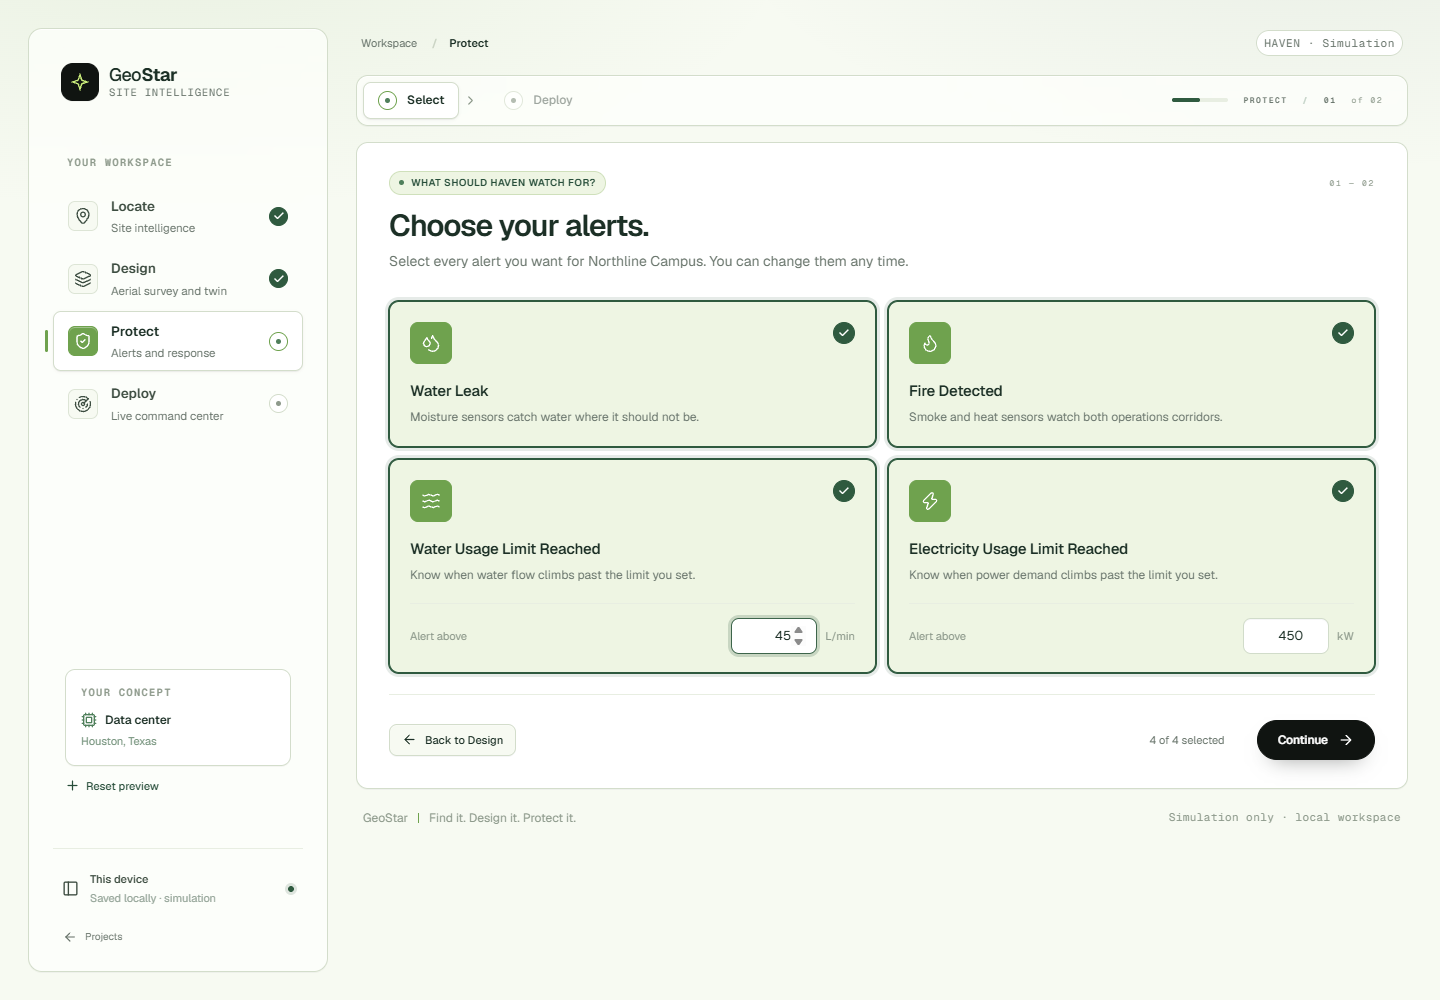 GeoStar
SITE INTELLIGENCE
YOUR WORKSPACE
Locate
Site intelligence
Design
Aerial survey and twin
Protect
Alerts and response
Deploy
Live command center
YOUR CONCEPT
Data center
Houston, Texas
Reset preview
This device
Saved locally · simulation
Projects
Workspace / Protect
HAVEN · Simulation
Select
Deploy
PROTECT / 01 of 02
WHAT SHOULD HAVEN WATCH FOR?
01 — 02
Choose your alerts.
Select every alert you want for Northline Campus. You can change them any time.
Water Leak
Moisture sensors catch water where it should not be.
Fire Detected
Smoke and heat sensors watch both operations corridors.
Water Usage Limit Reached
Know when water flow climbs past the limit you set.
Alert above 45 L/min
Electricity Usage Limit Reached
Know when power demand climbs past the limit you set.
Alert above 450 kW
Back to Design
4 of 4 selected
Continue
GeoStar | Find it. Design it. Protect it.
Simulation only · local workspace